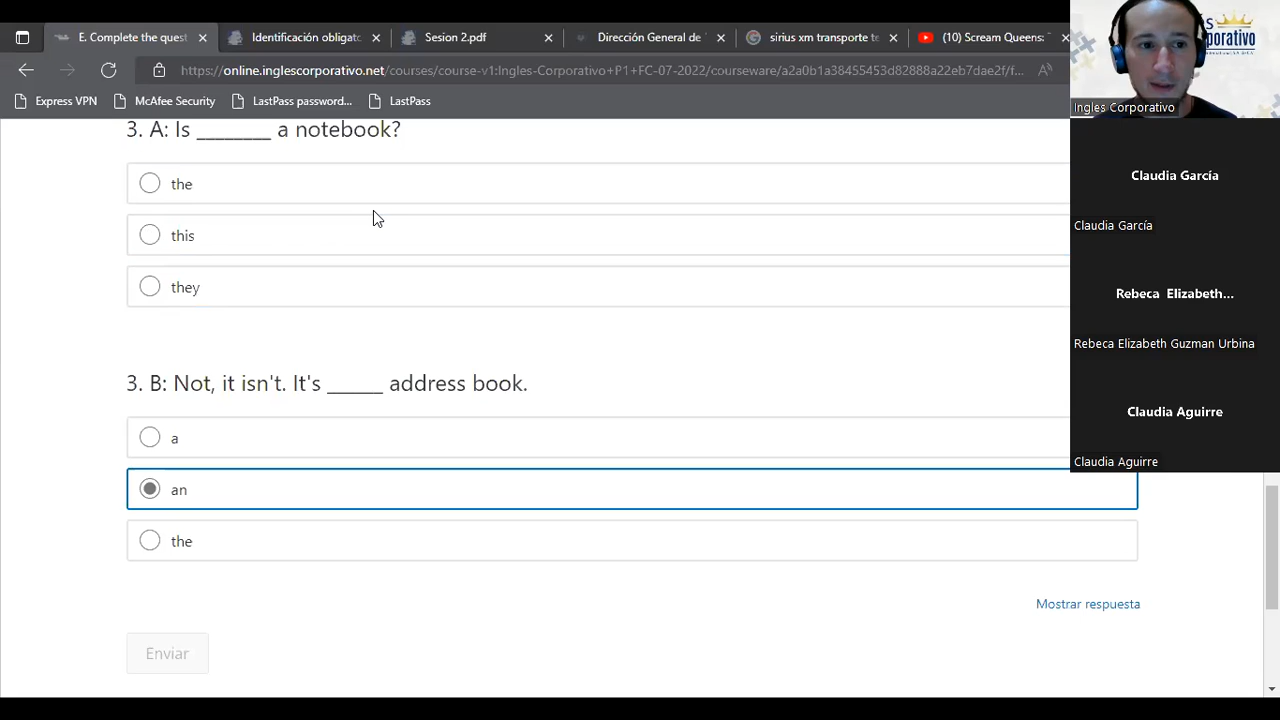 E. Complete the quest
Identificación obligato
Sesion 2.pdf
Dirección General de
sirius xm transporte te
(10) Scream Queens:
https://online.inglescorporativo.net/courses/course-v1:Ingles-Corporativo+P1+FC-07-2022/courseware/a2a0b1a38455453d82888a22eb7dae2f/f...
Express VPN
McAfee Security
LastPass password...
LastPass
3. A: Is ________ a notebook?
the
this
they
3. B: Not, it isn't. It's ______ address book.
a
an
the
Mostrar respuesta
Enviar
Ingles Corporativo
Claudia García
Claudia García
Rebeca Elizabeth...
Rebeca Elizabeth Guzman Urbina
Claudia Aguirre
Claudia Aguirre